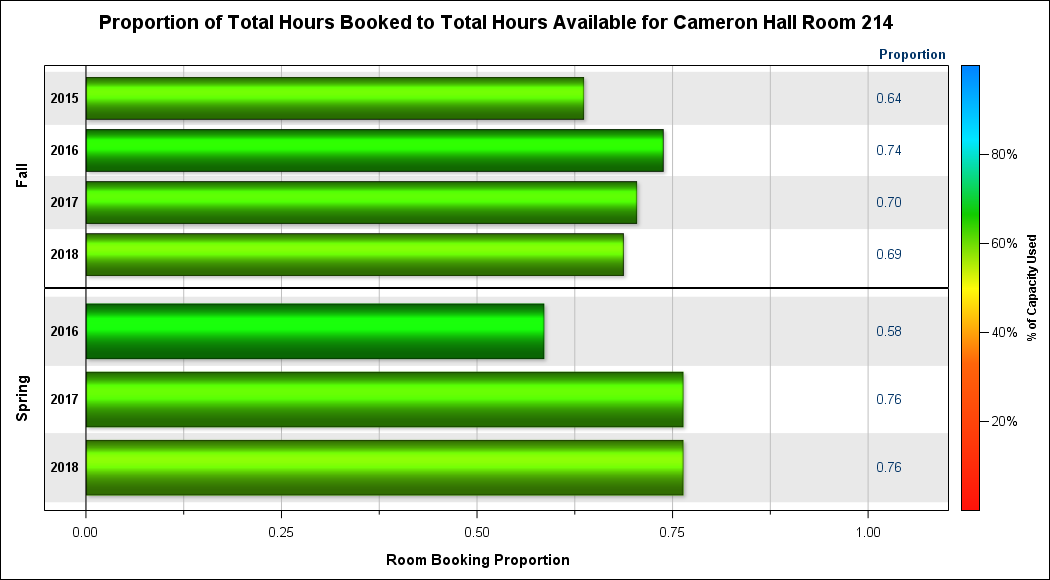 Proportion of Total Hours Booked to Total Hours Available for Cameron Hall Room 214
Proportion
Fall
2015 0.64
2016 0.74
2017 0.70
2018 0.69
Spring
2016 0.58
2017 0.76
2018 0.76
0.00 0.25 0.50 0.75 1.00
Room Booking Proportion
80%
60%
40%
20%
% of Capacity Used